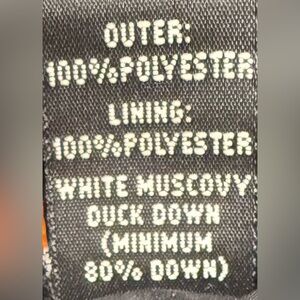 OUTER:
100%POLYESTER
LINING:
100%POLYESTER
WHITE MUSCOVY
DUCK DOWN
(MINIMUM
80% DOWN)